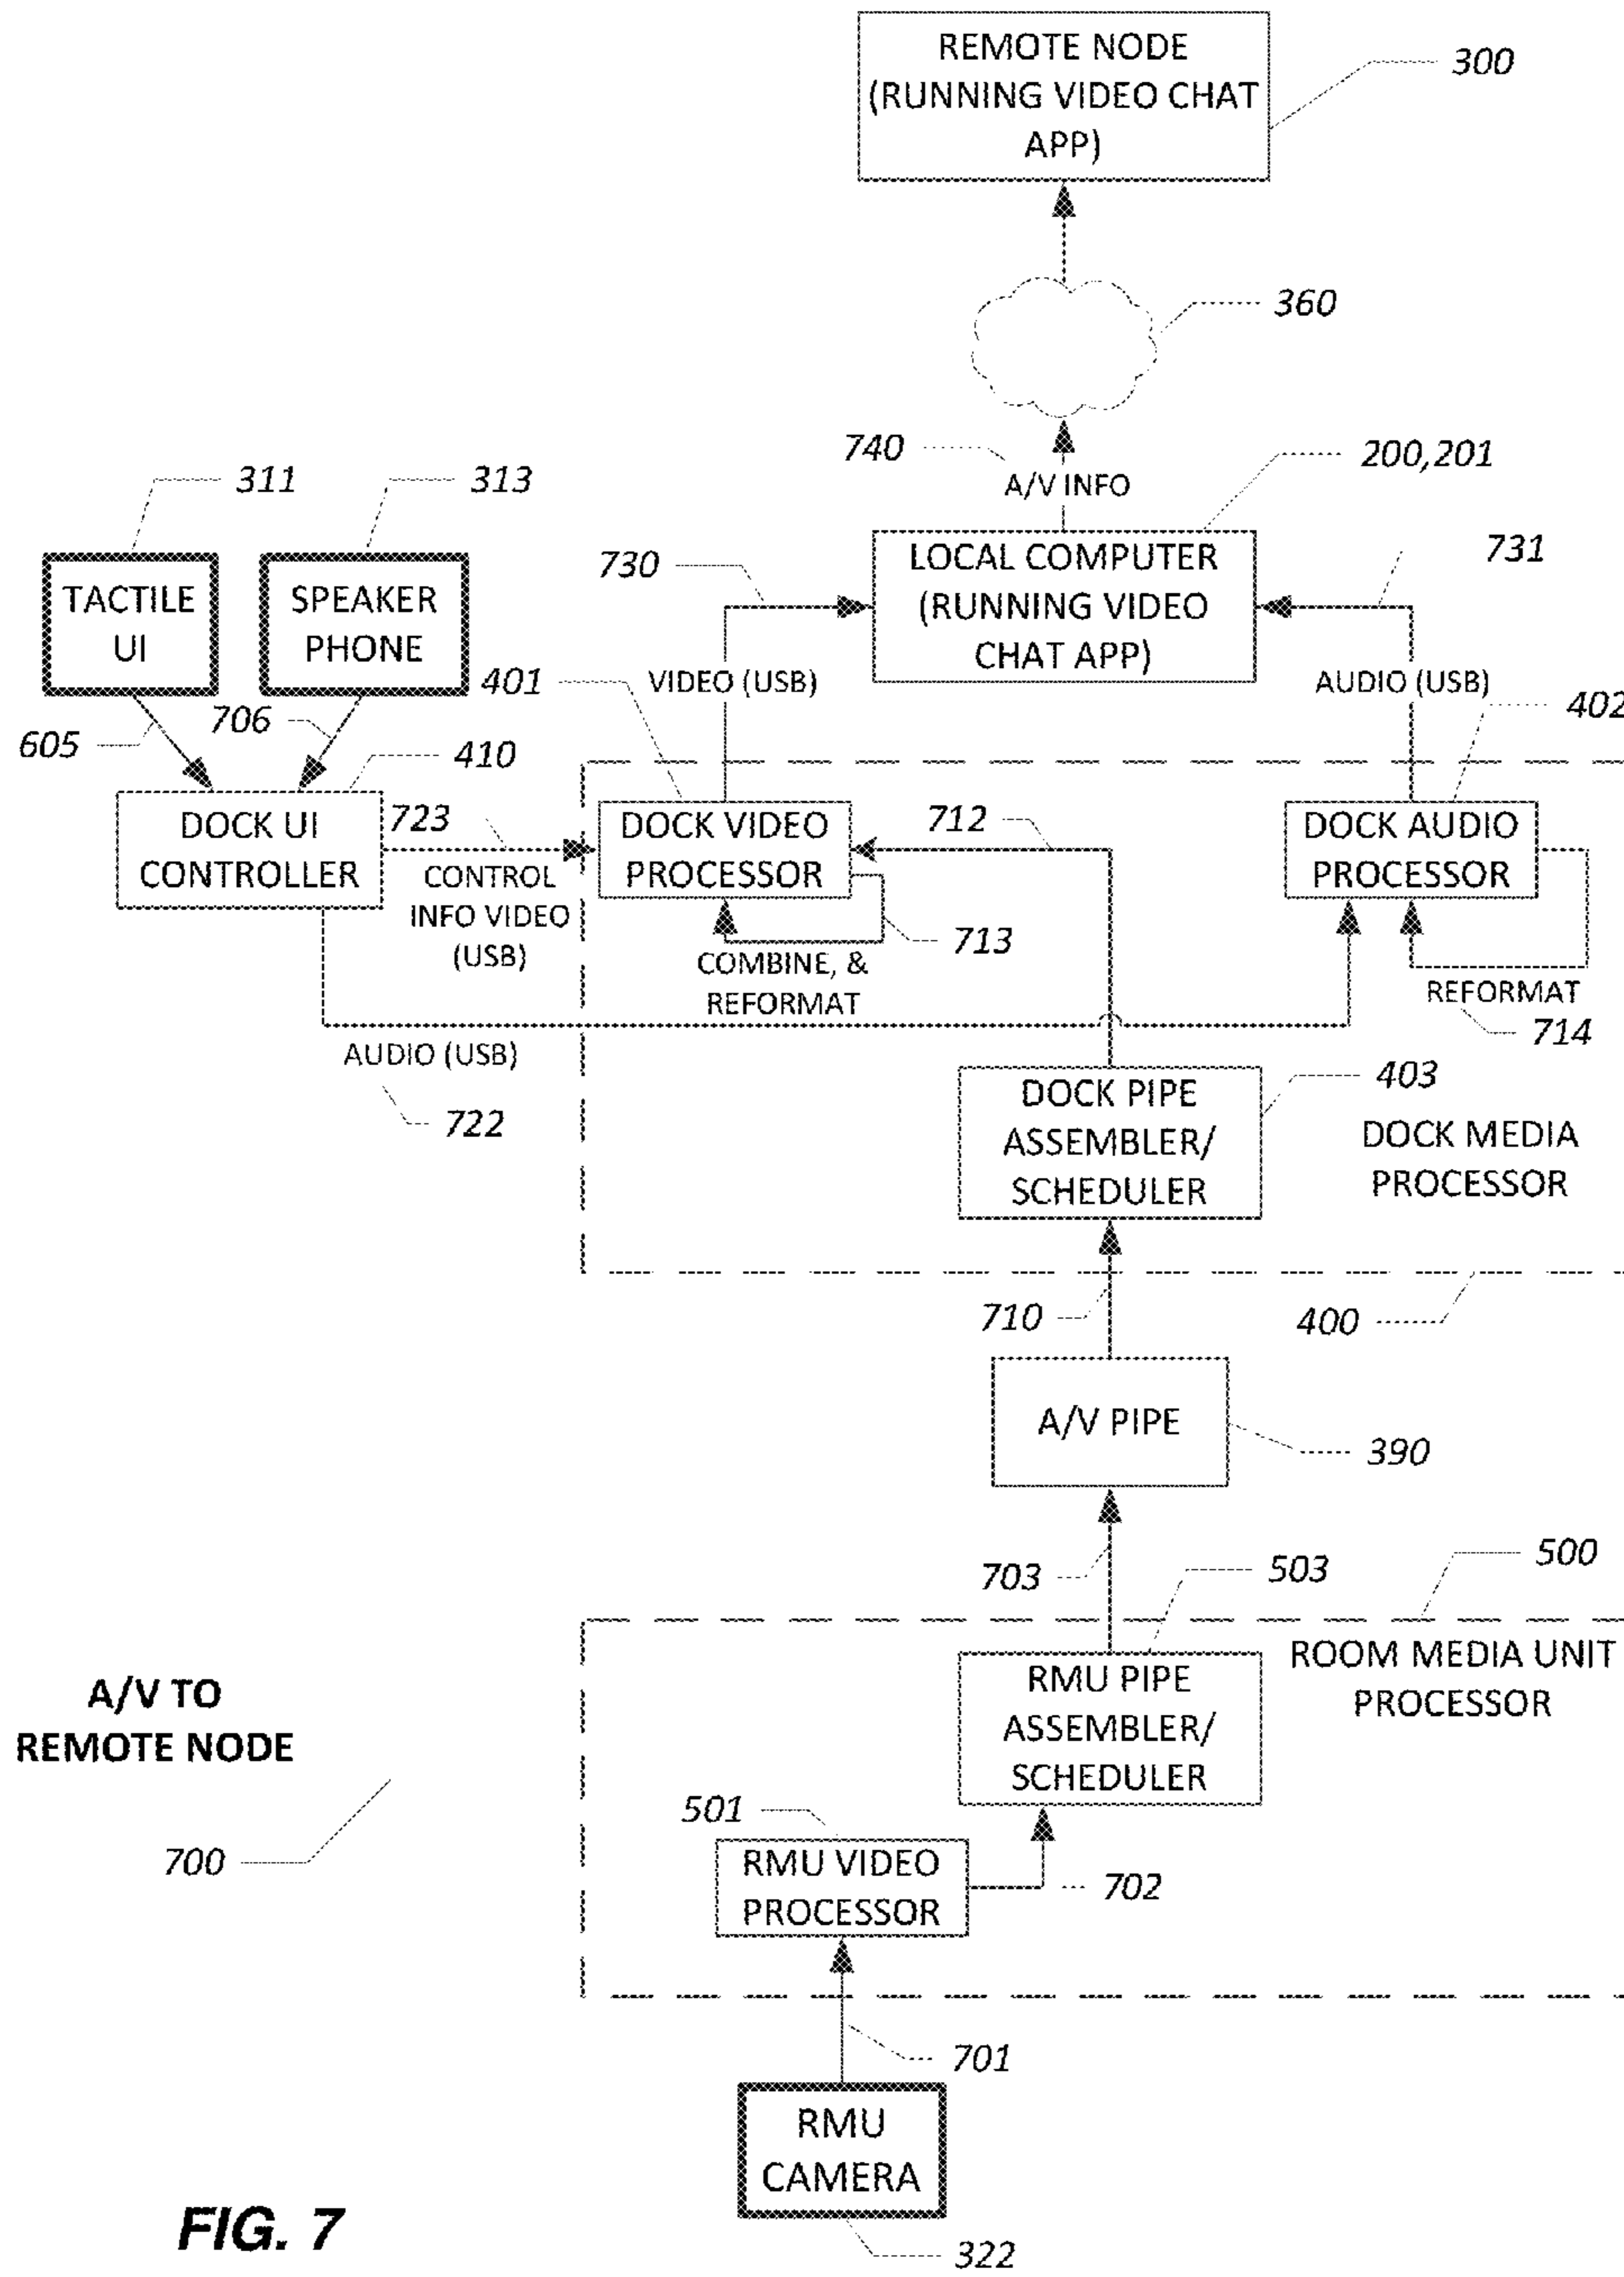 REMOTE NODE
(RUNNING VIDEO CHAT
APP)
300
360
740
A/V INFO
200,201
311
313
TACTILE
UI
SPEAKER
PHONE
730
LOCAL COMPUTER
(RUNNING VIDEO
CHAT APP)
731
401
VIDEO (USB)
AUDIO (USB)
402
605
706
410
DOCK UI
CONTROLLER
723
CONTROL
INFO VIDEO
(USB)
DOCK VIDEO
PROCESSOR
712
DOCK AUDIO
PROCESSOR
713
COMBINE, &
REFORMAT
REFORMAT
714
AUDIO (USB)
722
DOCK PIPE
ASSEMBLER/
SCHEDULER
403
DOCK MEDIA
PROCESSOR
710
400
A/V PIPE
390
703
503
500
ROOM MEDIA UNIT
PROCESSOR
RMU PIPE
ASSEMBLER/
SCHEDULER
A/V TO
REMOTE NODE
700
501
RMU VIDEO
PROCESSOR
702
701
RMU
CAMERA
322
FIG. 7